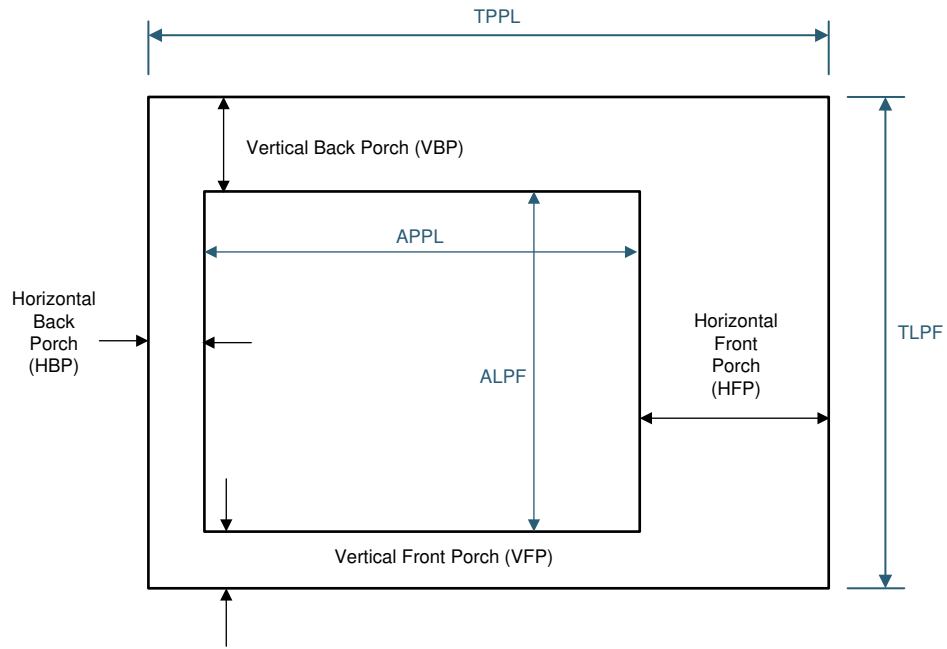 TPPL
Vertical Back Porch (VBP)
APPL
Horizontal
Back
Porch
(HBP)
Horizontal
Front
Porch
(HFP)
TLPF
ALPF
Vertical Front Porch (VFP)